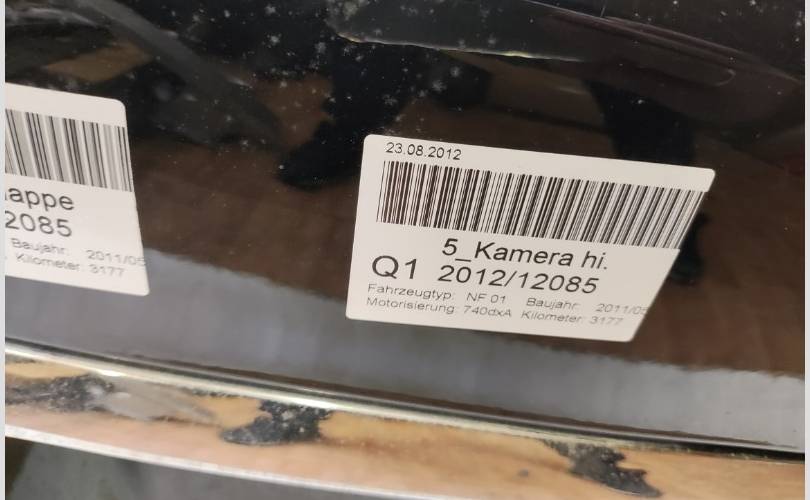 appe
2085
Baujahr: 2011/05
Kilometer: 3177
23.08.2012
5_Kamera hi.
Q1 2012/12085
Fahrzeugtyp: NF 01 Baujahr: 2011/05
Motorisierung: 740dxA Kilometer: 3177